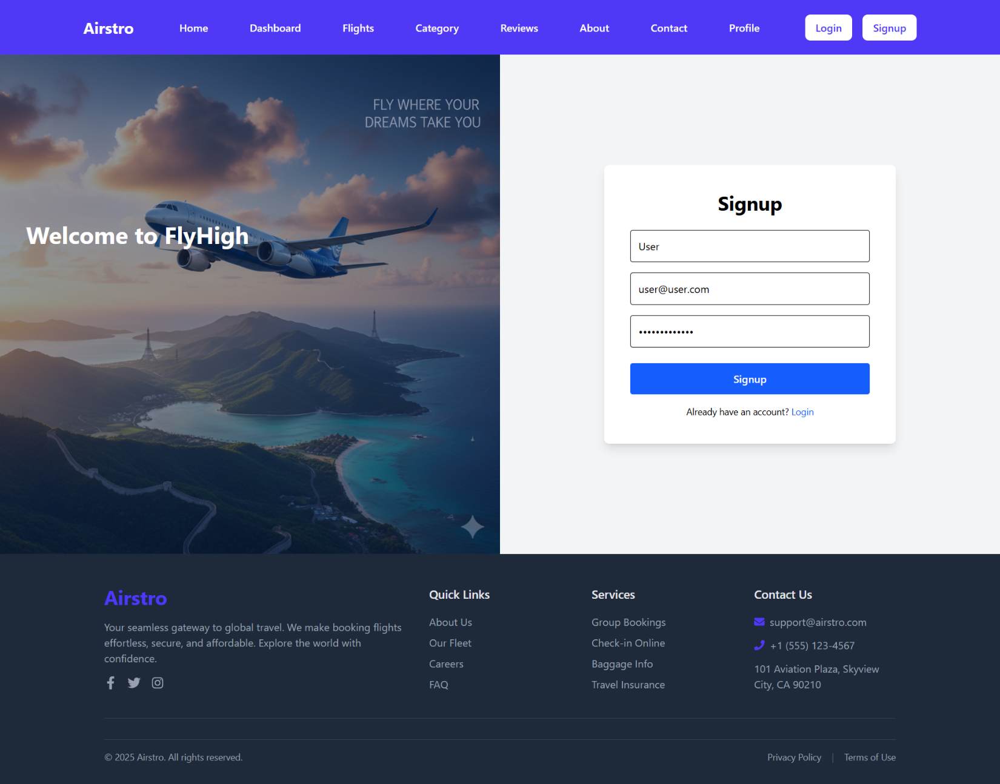 Airstro
Home
Dashboard
Flights
Category
Reviews
About
Contact
Profile
Login
Signup
FLY WHERE YOUR
DREAMS TAKE YOU
Welcome to FlyHigh
Signup
User
user@user.com
•••••••••••••
Signup
Already have an account? Login
Airstro
Your seamless gateway to global travel. We make booking flights
effortless, secure, and affordable. Explore the world with
confidence.
Quick Links
About Us
Our Fleet
Careers
FAQ
Services
Group Bookings
Check-in Online
Baggage Info
Travel Insurance
Contact Us
support@airstro.com
+1 (555) 123-4567
101 Aviation Plaza, Skyview
City, CA 90210
© 2025 Airstro. All rights reserved.
Privacy Policy | Terms of Use